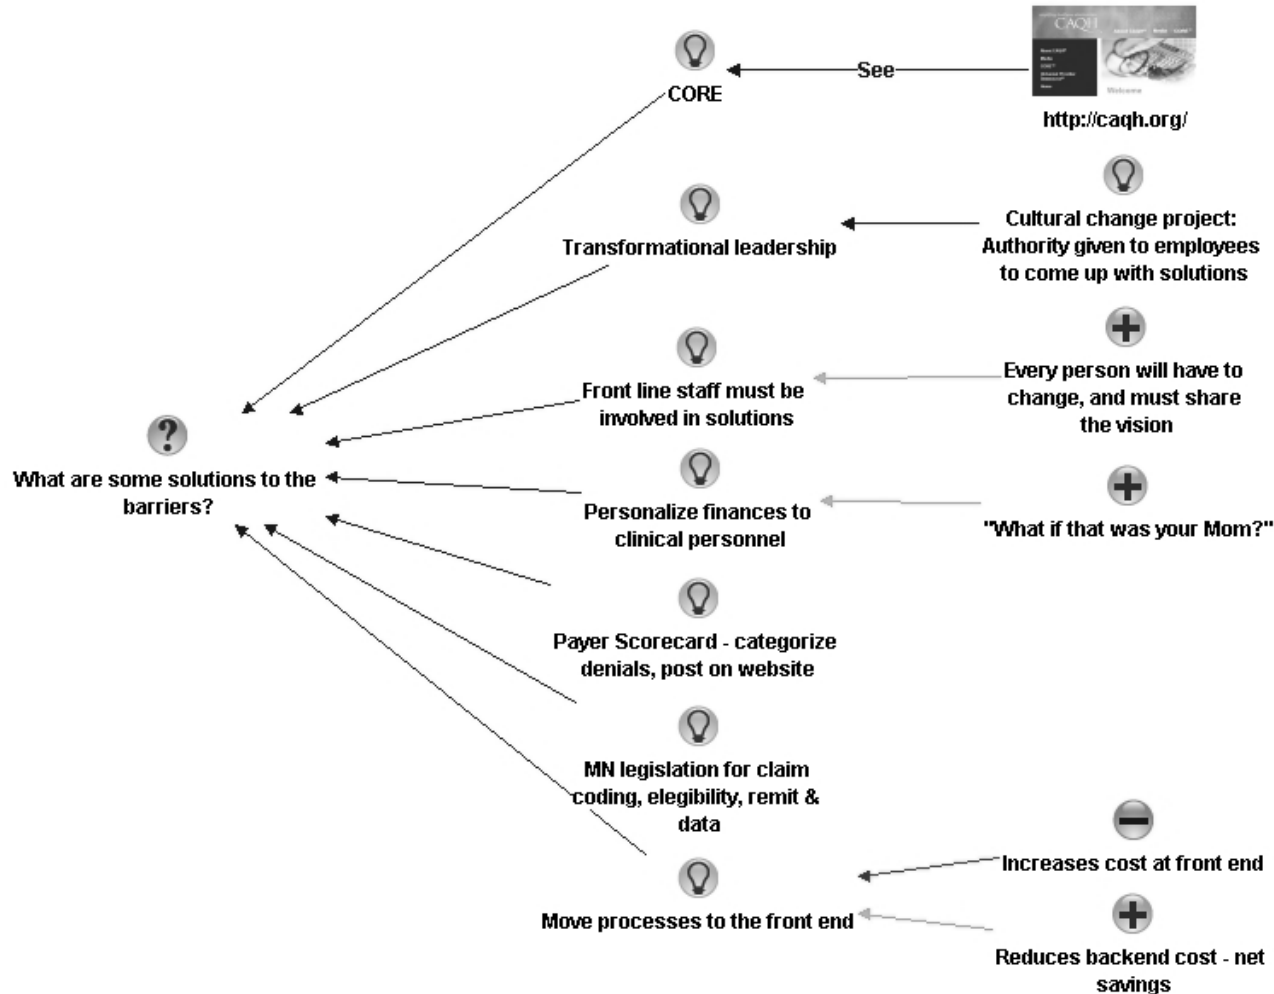 CAQH
Welcome
CORE
See
http://caqh.org/
Transformational leadership
Cultural change project:
Authority given to employees
to come up with solutions
Front line staff must be
involved in solutions
Every person will have to
change, and must share
the vision
What are some solutions to the
barriers?
Personalize finances to
clinical personnel
"What if that was your Mom?"
Payer Scorecard - categorize
denials, post on website
MN legislation for claim
coding, elegibility, remit &
data
Move processes to the front end
Increases cost at front end
Reduces backend cost - net
savings